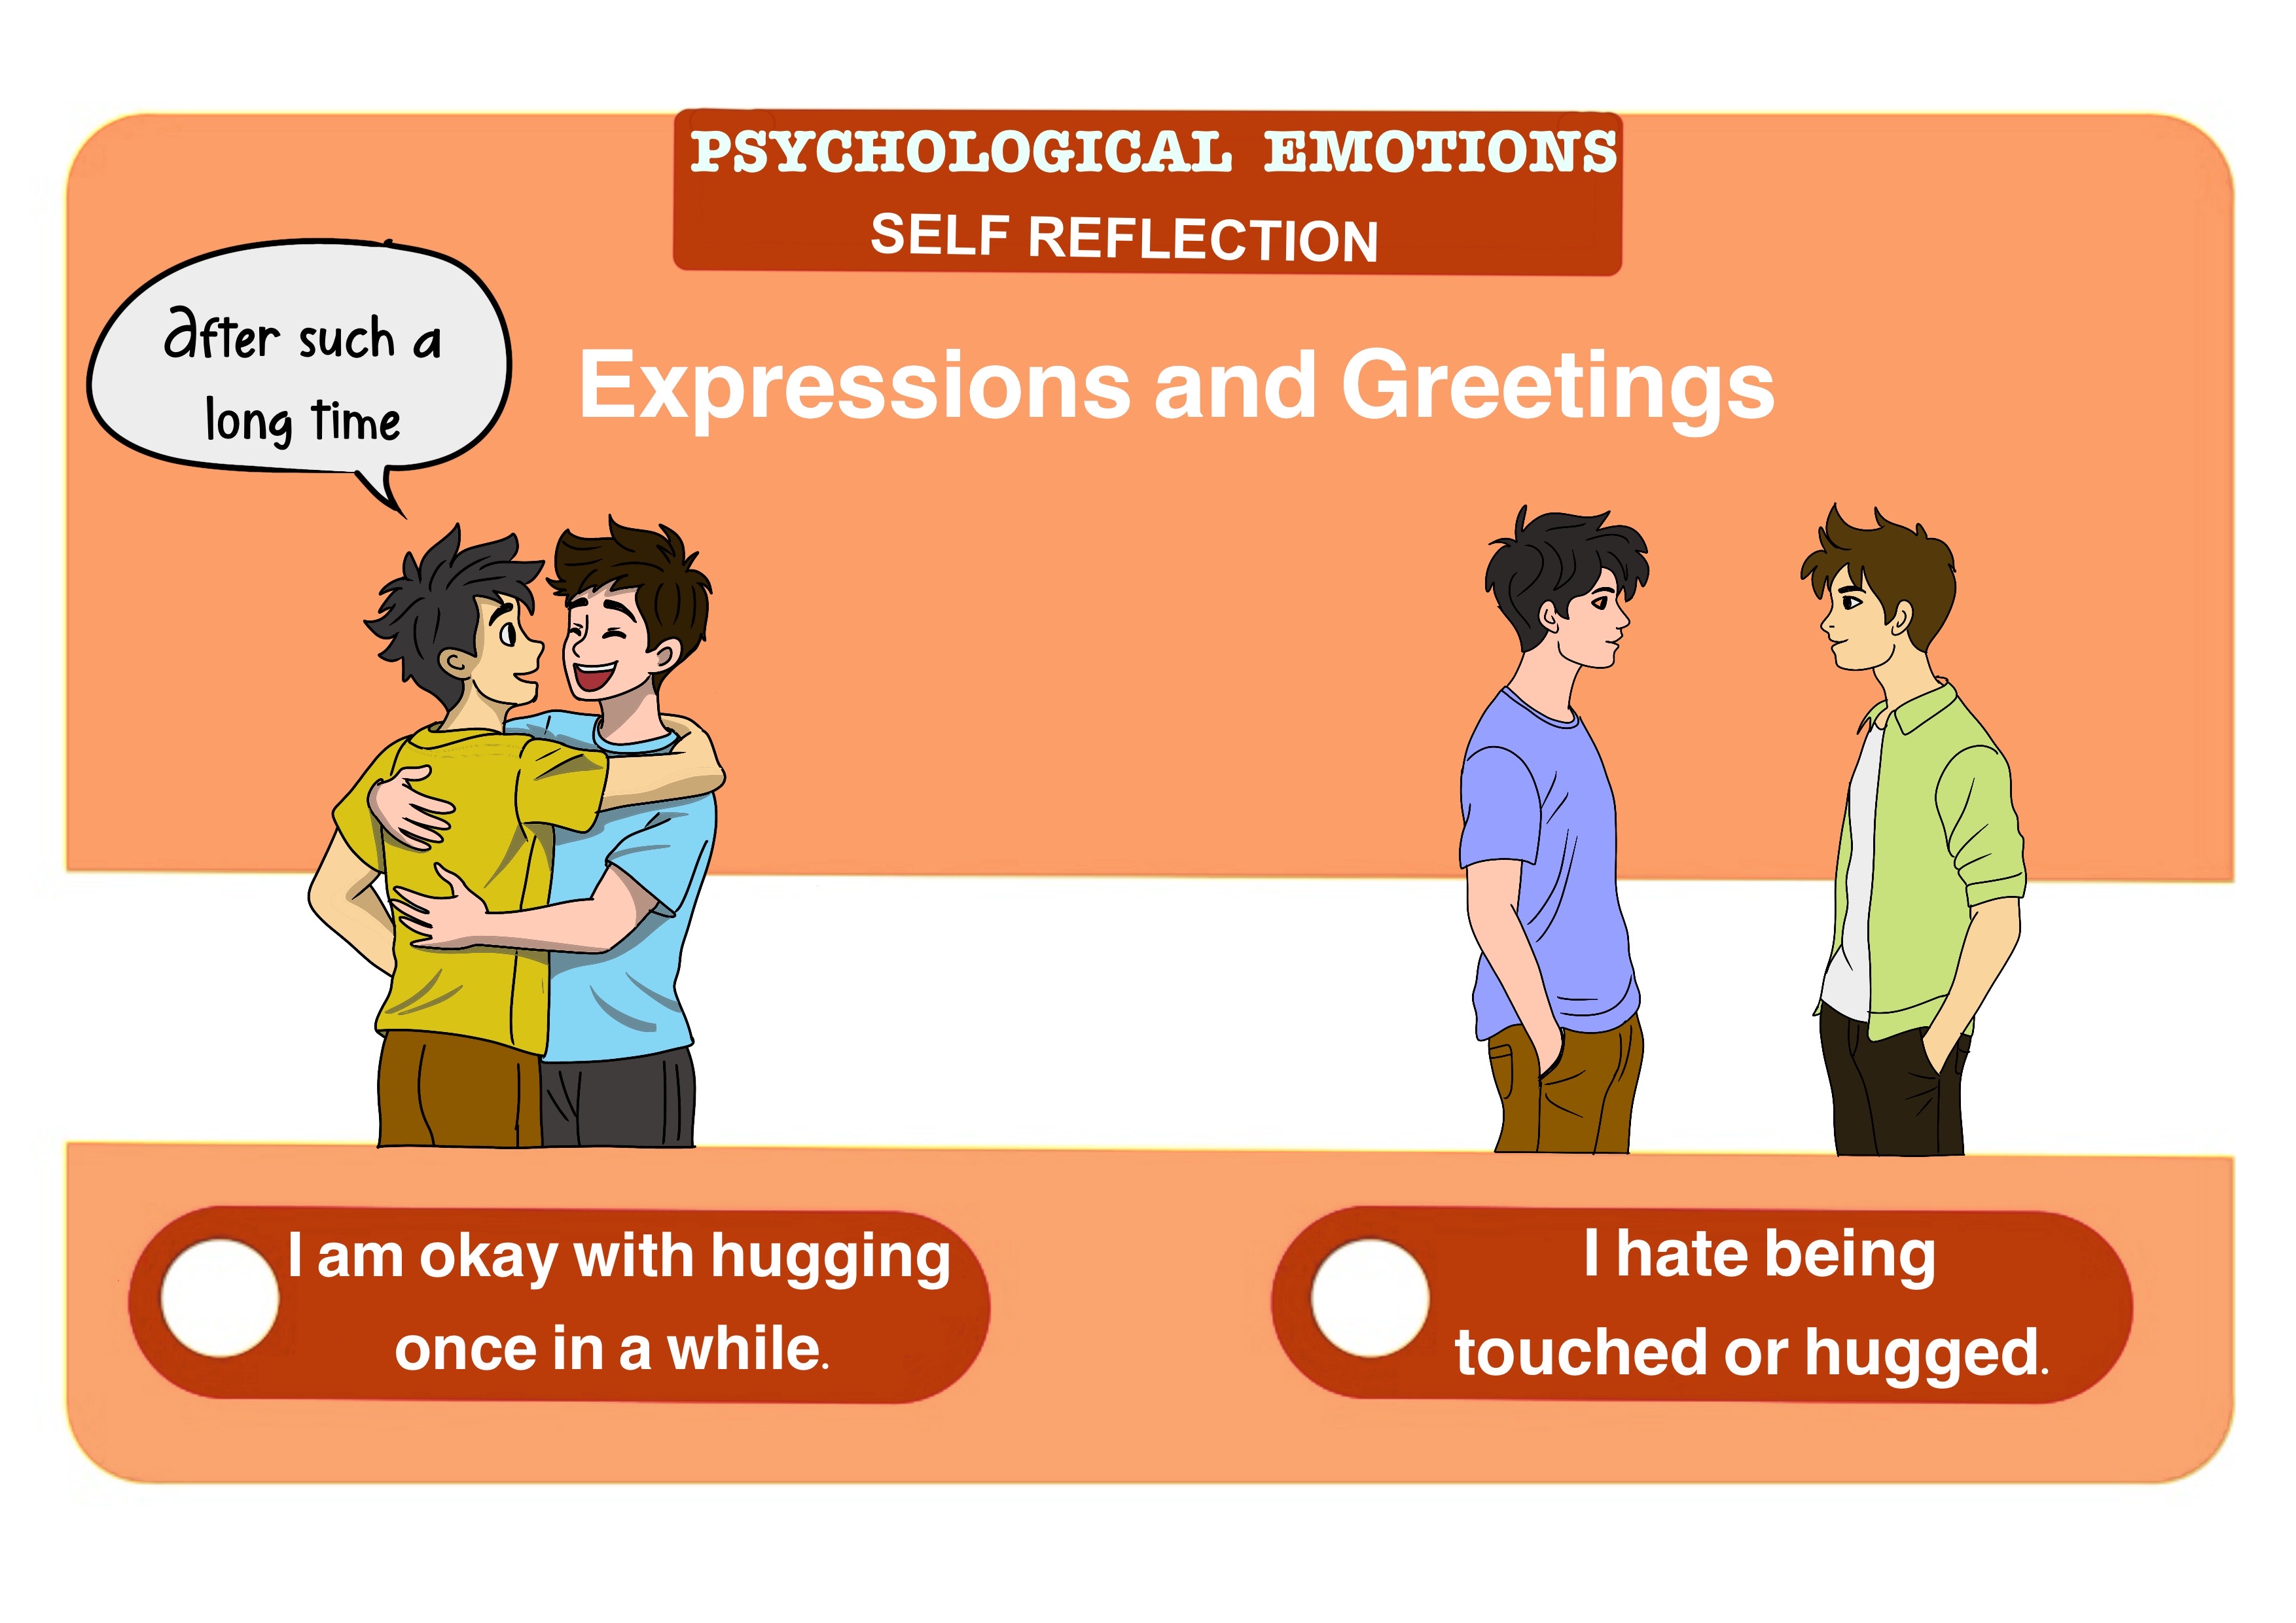 PSYCHOLOGICAL EMOTIONS
SELF REFLECTION
after such a
long time
Expressions and Greetings
I am okay with hugging
once in a while.
I hate being
touched or hugged.